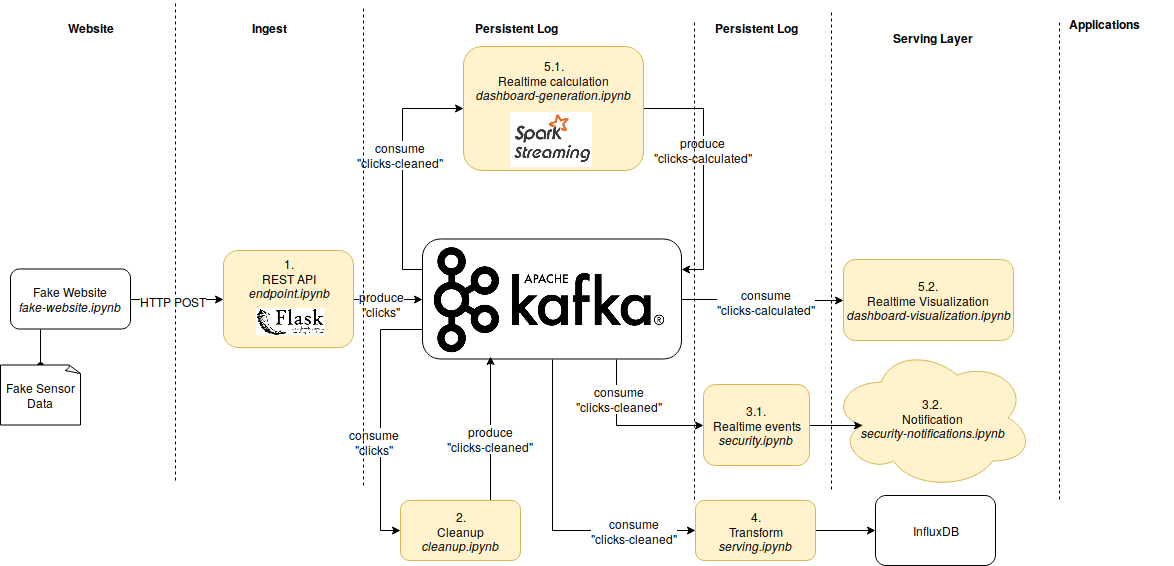 Website
Ingest
Persistent Log
Persistent Log
Serving Layer
Applications
5.1.
Realtime calculation
dashboard-generation.ipynb
Spark
Streaming
consume
"clicks-cleaned"
produce
"clicks-calculated"
Fake Website
fake-website.ipynb
HTTP POST
1.
REST API
endpoint.ipynb
Flask
produce
"clicks"
APACHE
kafka®
consume
"clicks-calculated"
5.2.
Realtime Visualization
dashboard-visualization.ipynb
Fake Sensor
Data
consume
"clicks"
produce
"clicks-cleaned"
consume
"clicks-cleaned"
3.1.
Realtime events
security.ipynb
3.2.
Notification
security-notifications.ipynb
2.
Cleanup
cleanup.ipynb
consume
"clicks-cleaned"
4.
Transform
serving.ipynb
InfluxDB